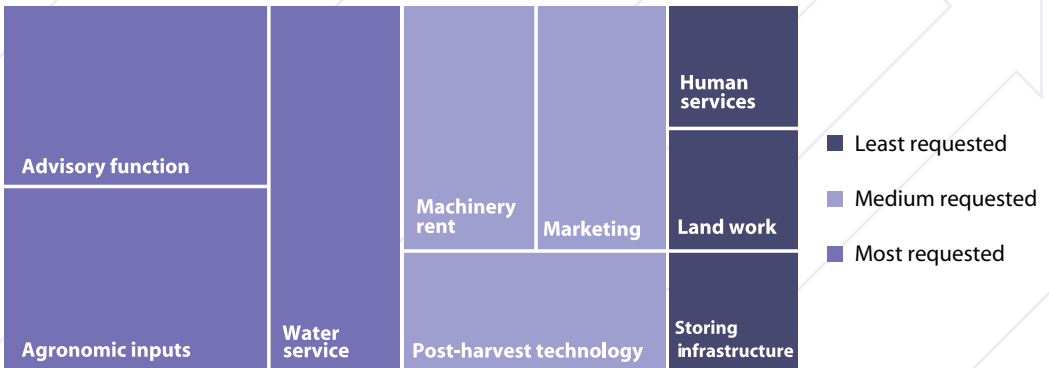 Advisory function
Agronomic inputs
Water
service
Machinery
rent
Marketing
Post-harvest technology
Human
services
Land work
Storing
infrastructure
Least requested
Medium requested
Most requested